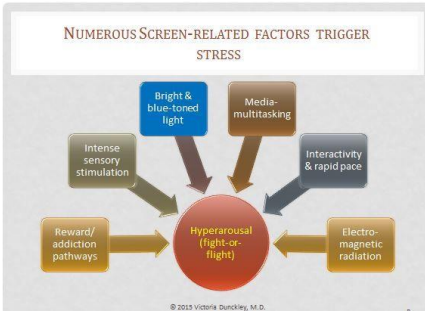 NUMEROUS SCREEN-RELATED FACTORS TRIGGER
STRESS
Bright &
blue-toned
light
Media-
multitasking
Intense
sensory
stimulation
Interactivity
& rapid pace
Reward/
addiction
pathways
Hyperarousal
(fight-or-
flight)
Electro-
magnetic
radiation
© 2015 Victoria Dunckley, M.D.